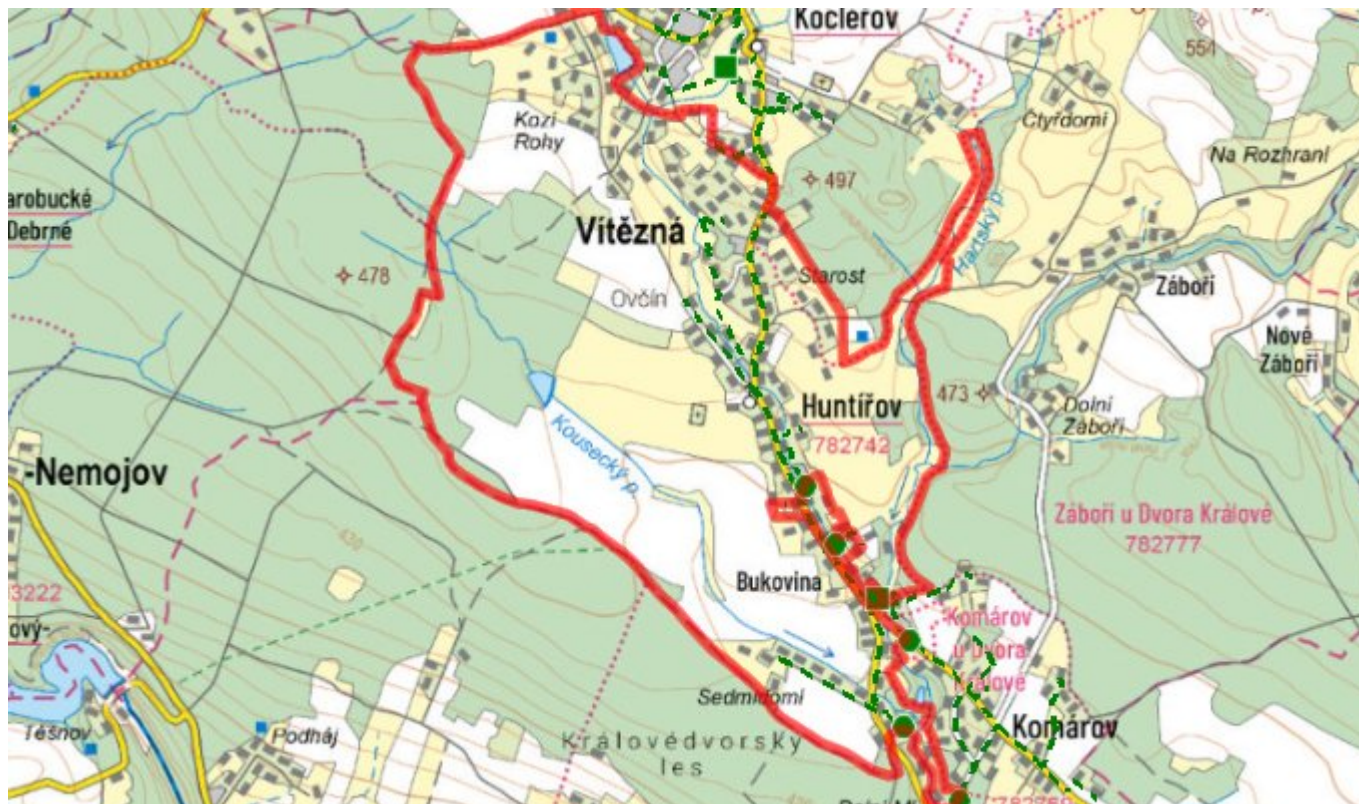 Kocléřov
551
Kozí
Rohy
Čtyřdomí
Na Rozhraní
497
arobucké
Debrné
Vítězná
Hartský p.
478
Starost
Záboří
Ovčín
Nové
Záboří
473
Huntířov
782742
Dolní
Záboří
Kousecký p.
-Nemojov
Záboří u Dvora Králové
782777
430
Bukovina
3222
Komárov
u Dvora
Králové
ový-
Sedmidomí
Těšnov
Podháj
Královédvorský
les
Komárov